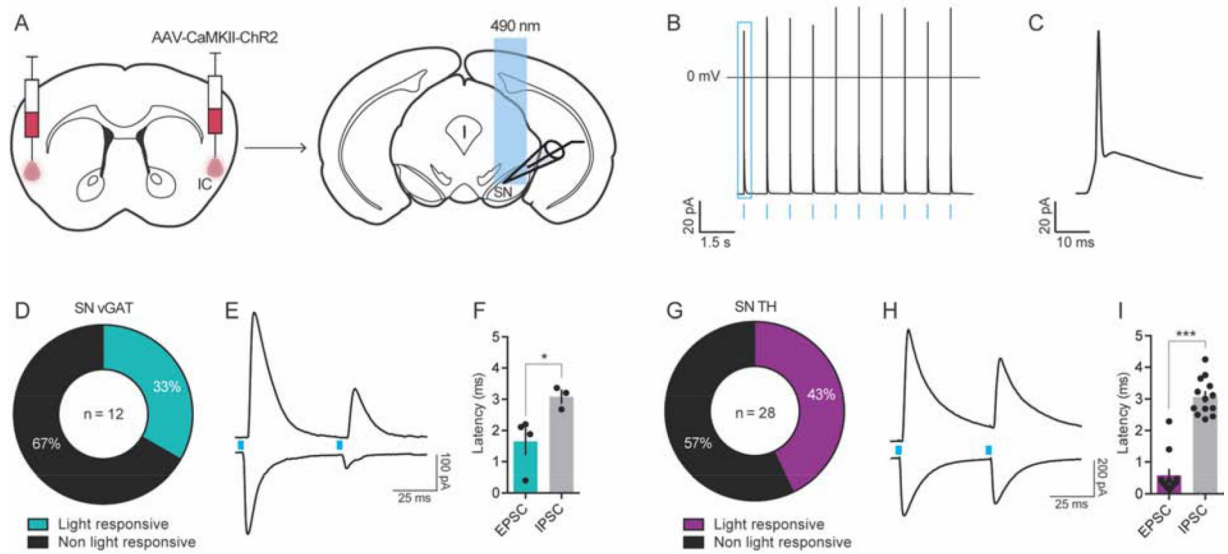 A
AAV-CaMKII-ChR2
IC
490 nm
SN
B
0 mV
20 pA
1.5 s
C
20 pA
10 ms
D
SN vGAT
33%
67%
n = 12
Light responsive
Non light responsive
E
100 pA
25 ms
F
*
Latency (ms)
5
4
3
2
1
0
EPSC
IPSC
G
SN TH
43%
57%
n = 28
Light responsive
Non light responsive
H
200 pA
25 ms
I
***
Latency (ms)
5
4
3
2
1
0
EPSC
IPSC